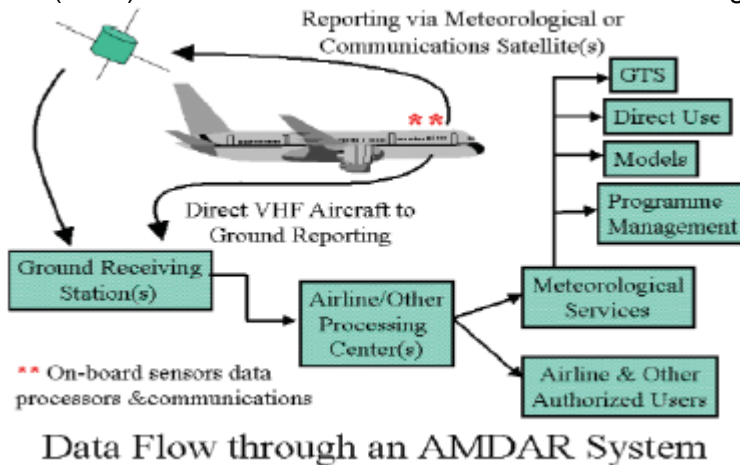 Reporting via Meteorological or
Communications Satellite(s)
GTS
Direct Use
Models
Programme
Management
**
Direct VHF Aircraft to
Ground Reporting
Ground Receiving
Station(s)
Airline/Other
Processing
Center(s)
Meteorological
Services
Airline & Other
Authorized Users
** On-board sensors data
processors &communications
Data Flow through an AMDAR System